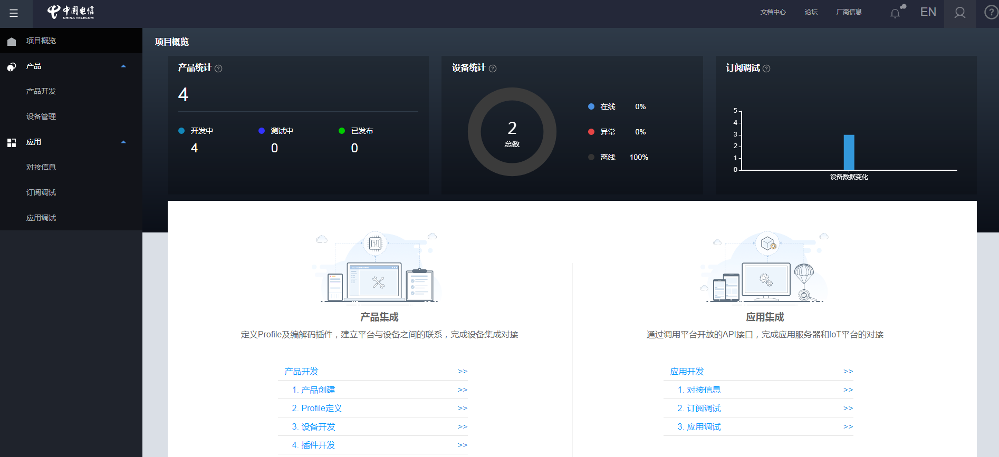 中国电信
CHINA TELECOM
文档中心 论坛 厂商信息 EN
项目概览
产品
产品开发
设备管理
应用
对接信息
订阅调试
应用调试
项目概览
产品统计 ?
4
开发中 测试中 已发布
4 0 0
设备统计 ?
2
总数
在线 0%
异常 0%
离线 100%
订阅调试 ?
5
4
3
2
1
0
设备数据变化
产品集成
定义Profile及编解码插件，建立平台与设备之间的联系，完成设备集成对接
产品开发 >>
1. 产品创建 >>
2. Profile定义 >>
3. 设备开发 >>
4. 插件开发 >>
应用集成
通过调用平台开放的API接口，完成应用服务器和IoT平台的对接
应用开发 >>
1. 对接信息 >>
2. 订阅调试 >>
3. 应用调试 >>